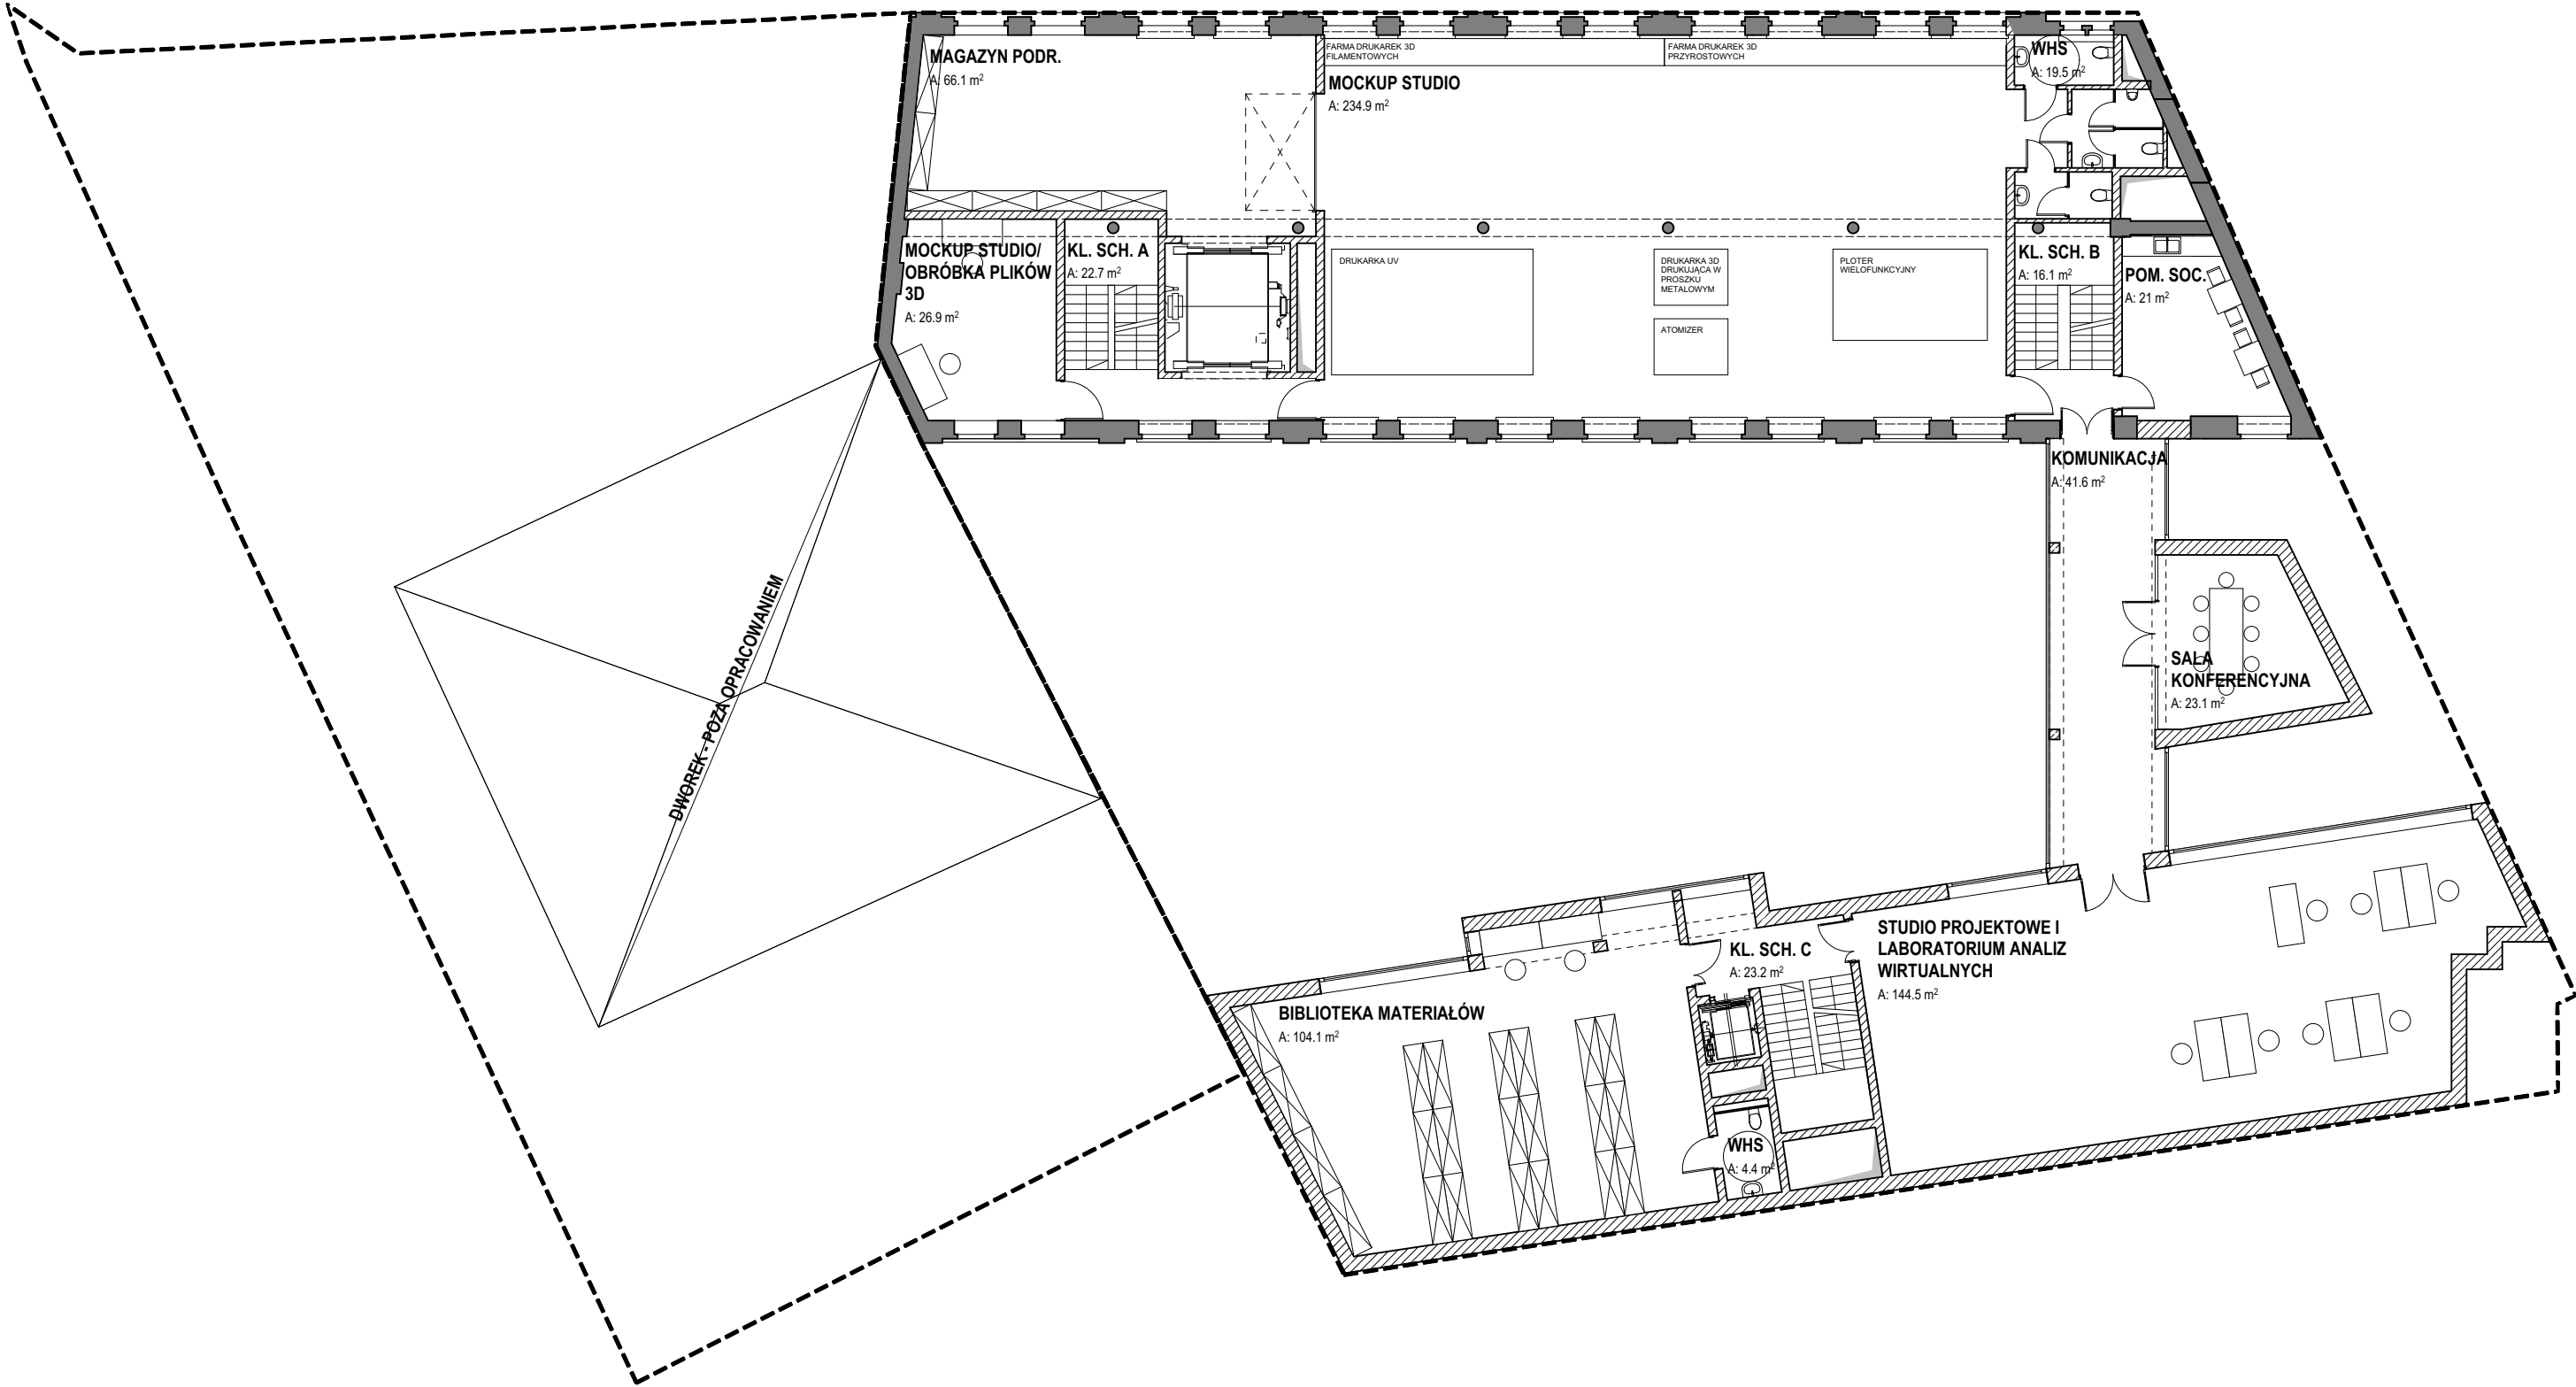 MAGAZYN PODR.
A: 66.1 m²
FARMA DRUKAREK 3D
FILAMENTOWYCH
FARMA DRUKAREK 3D
PRZYROSTOWYCH
MOCKUP STUDIO
A: 234.9 m²
WHS
A: 19.5 m²
X
MOCKUP STUDIO/
OBRÓBKA PLIKÓW
3D
A: 26.9 m²
KL. SCH. A
A: 22.7 m²
DRUKARKA UV
DRUKARKA 3D
DRUKUJĄCA W
PROSZKU
METALOWYM
ATOMIZER
PLOTER
WIELOFUNKCYJNY
KL. SCH. B
A: 16.1 m²
POM. SOC.
A: 21 m²
KOMUNIKACJA
A: 41.6 m²
SALA
KONFERENCYJNA
A: 23.1 m²
DWOREK - POZA OPRACOWANIEM
KL. SCH. C
A: 23.2 m²
STUDIO PROJEKTOWE I
LABORATORIUM ANALIZ
WIRTUALNYCH
A: 144.5 m²
BIBLIOTEKA MATERIAŁÓW
A: 104.1 m²
WHS
A: 4.4 m²